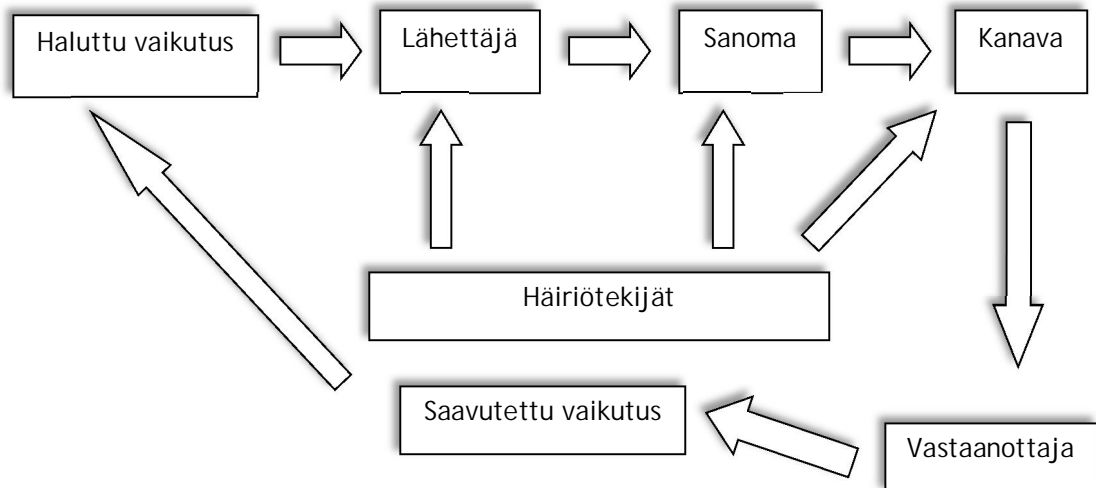 Haluttu vaikutus
Lähettäjä
Sanoma
Kanava
Häiriötekijät
Saavutettu vaikutus
Vastaanottaja